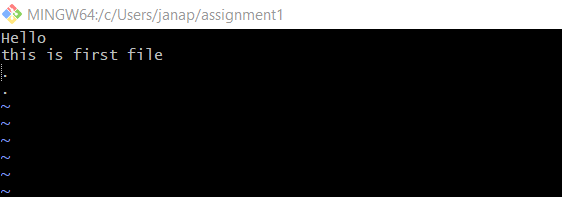 MINGW64:/c/Users/janap/assignment1
Hello
this is first file
.
.
~
~
~
~
~
~